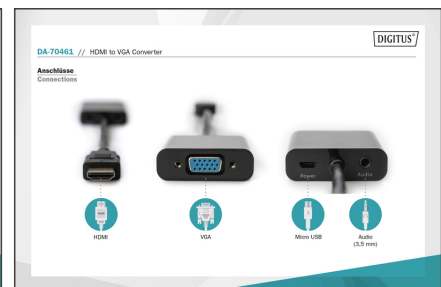 DIGITUS®
DA-70461 // HDMI to VGA Converter
Anschlüsse
Connections
Power
Audio
HDMI
VGA
Micro USB
Audio
(3,5 mm)